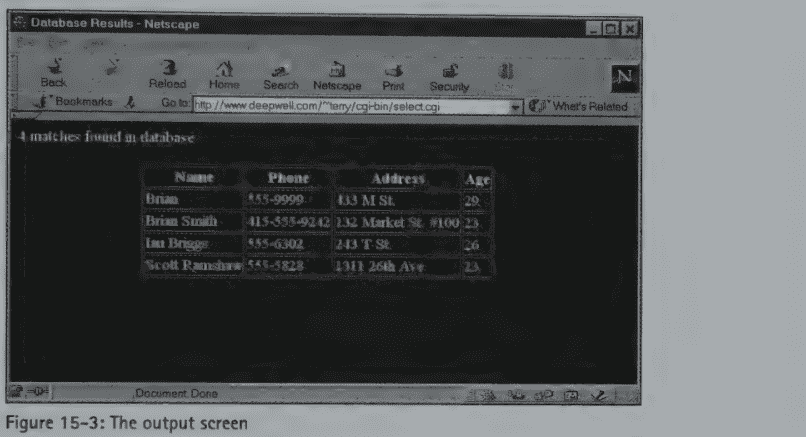 Database Results - Netscape
Back Reload Home Search Netscape Print Security
Bookmarks Go to: http://www.deepwell.com/~terry/cgi-bin/select.cgi What's Related
4 matches found in database
Name Phone Address Age
Brian 555-9999 433 M St. 29
Brian Smith 415-555-9242 132 Market St. #100 23
Ian Briggs 555-6302 243 T St. 26
Scott Ramshaw 555-5828 1311 26th Ave 23
Document: Done
Figure 15-3: The output screen